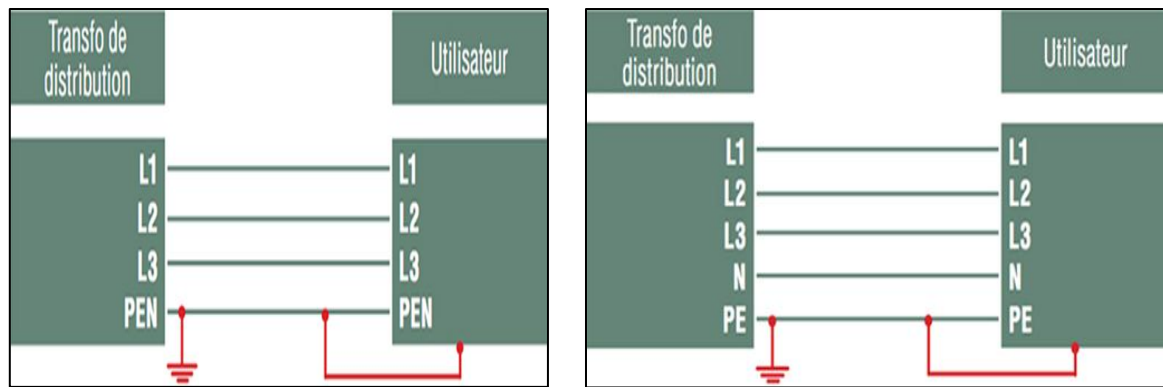 Transfo de
distribution
Utilisateur
L1
L1
L2
L2
L3
L3
PEN
PEN
Transfo de
distribution
Utilisateur
L1
L1
L2
L2
L3
L3
N
N
PE
PE